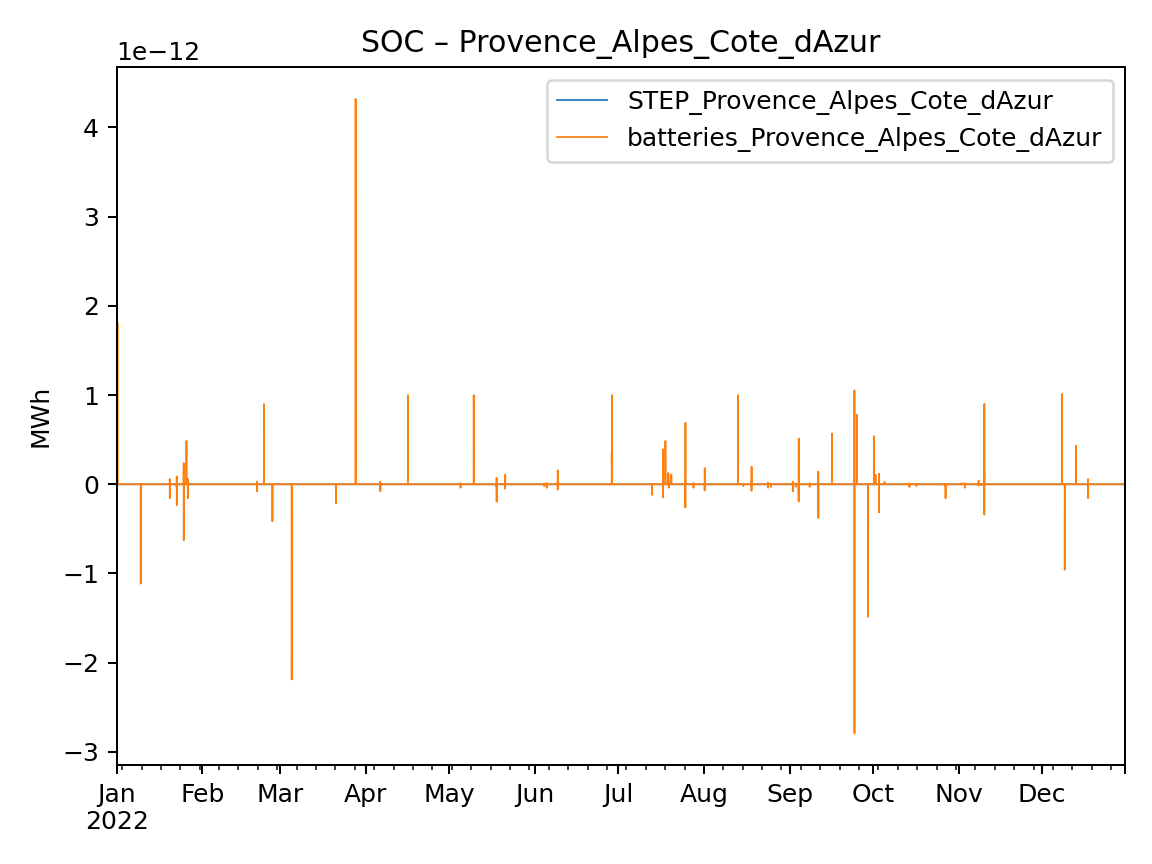 1e−12
SOC – Provence_Alpes_Cote_dAzur
STEP_Provence_Alpes_Cote_dAzur
batteries_Provence_Alpes_Cote_dAzur
MWh
4
3
2
1
0
−1
−2
−3
Jan Feb Mar Apr May Jun Jul Aug Sep Oct Nov Dec
2022